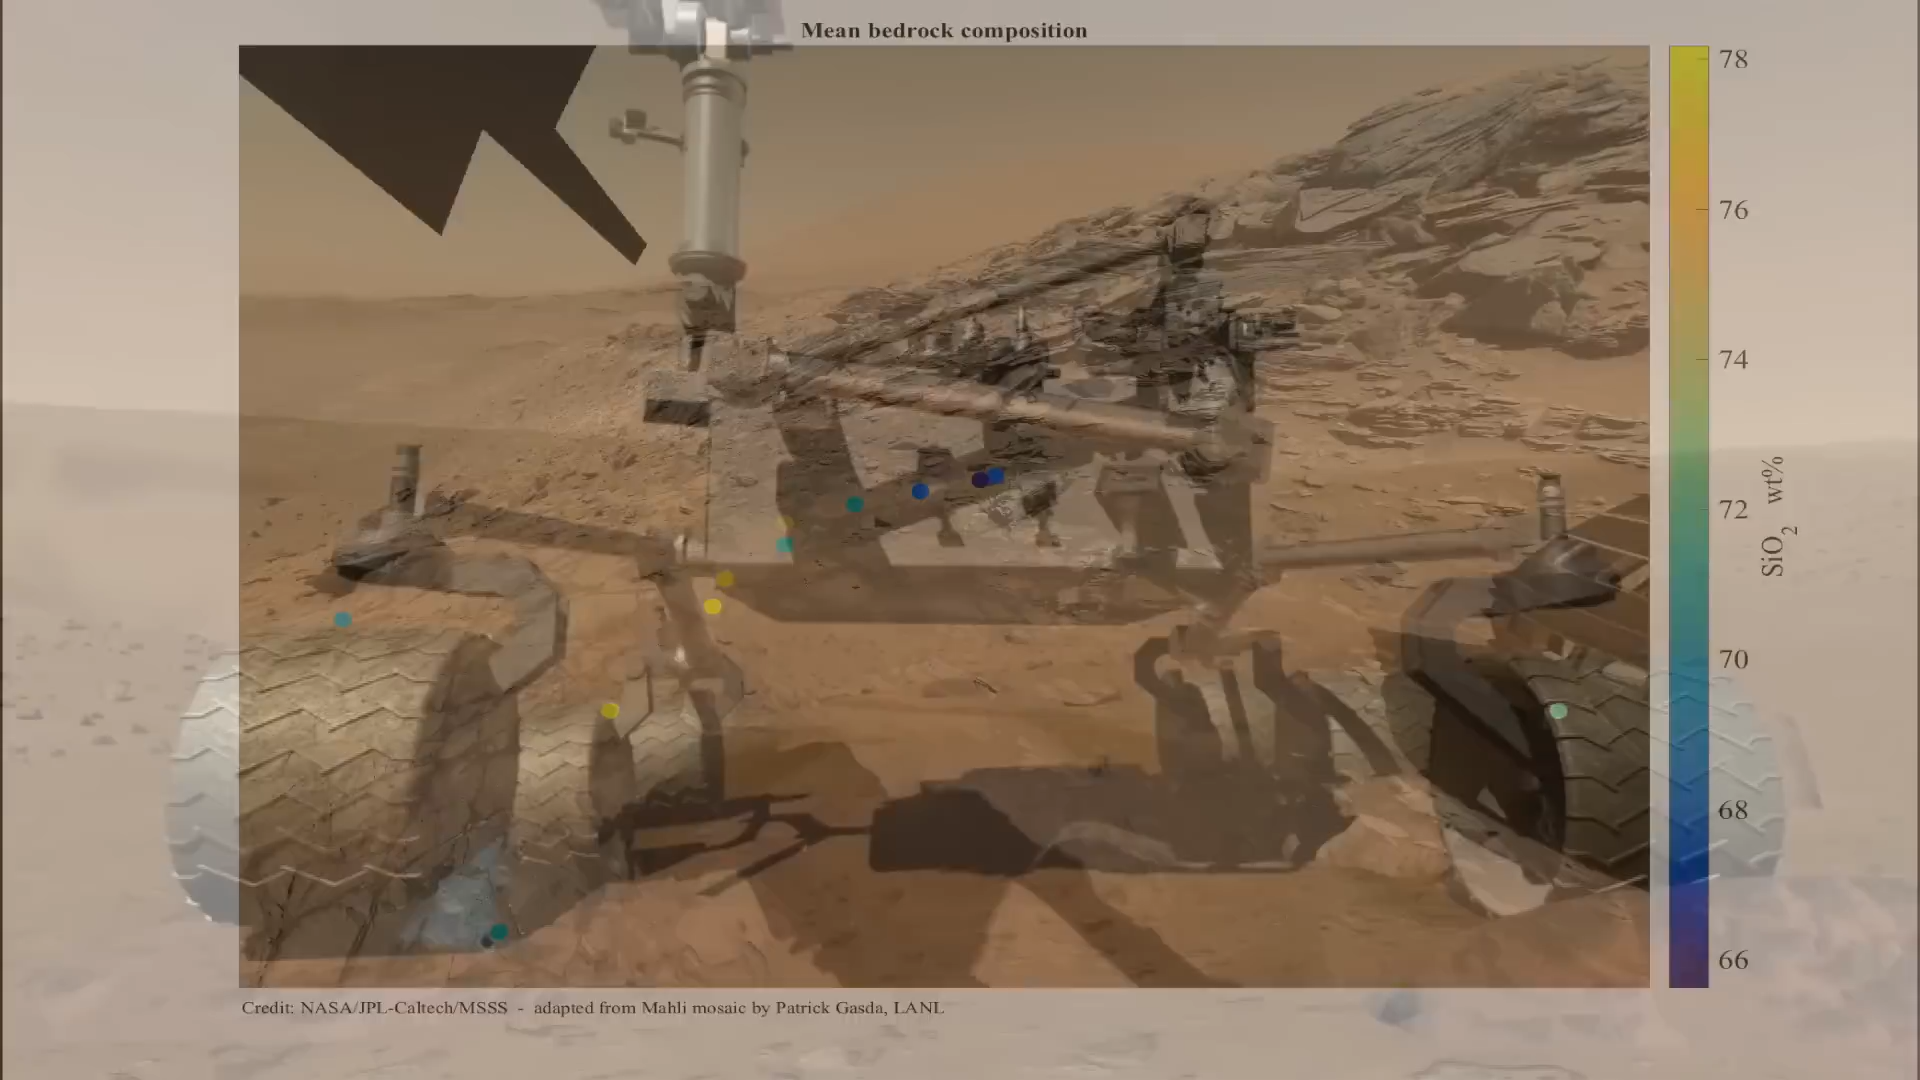 Mean bedrock composition
78
76
74
72
70
68
66
SiO2 wt%
Credit: NASA/JPL-Caltech/MSSS - adapted from Mahli mosaic by Patrick Gasda, LANL